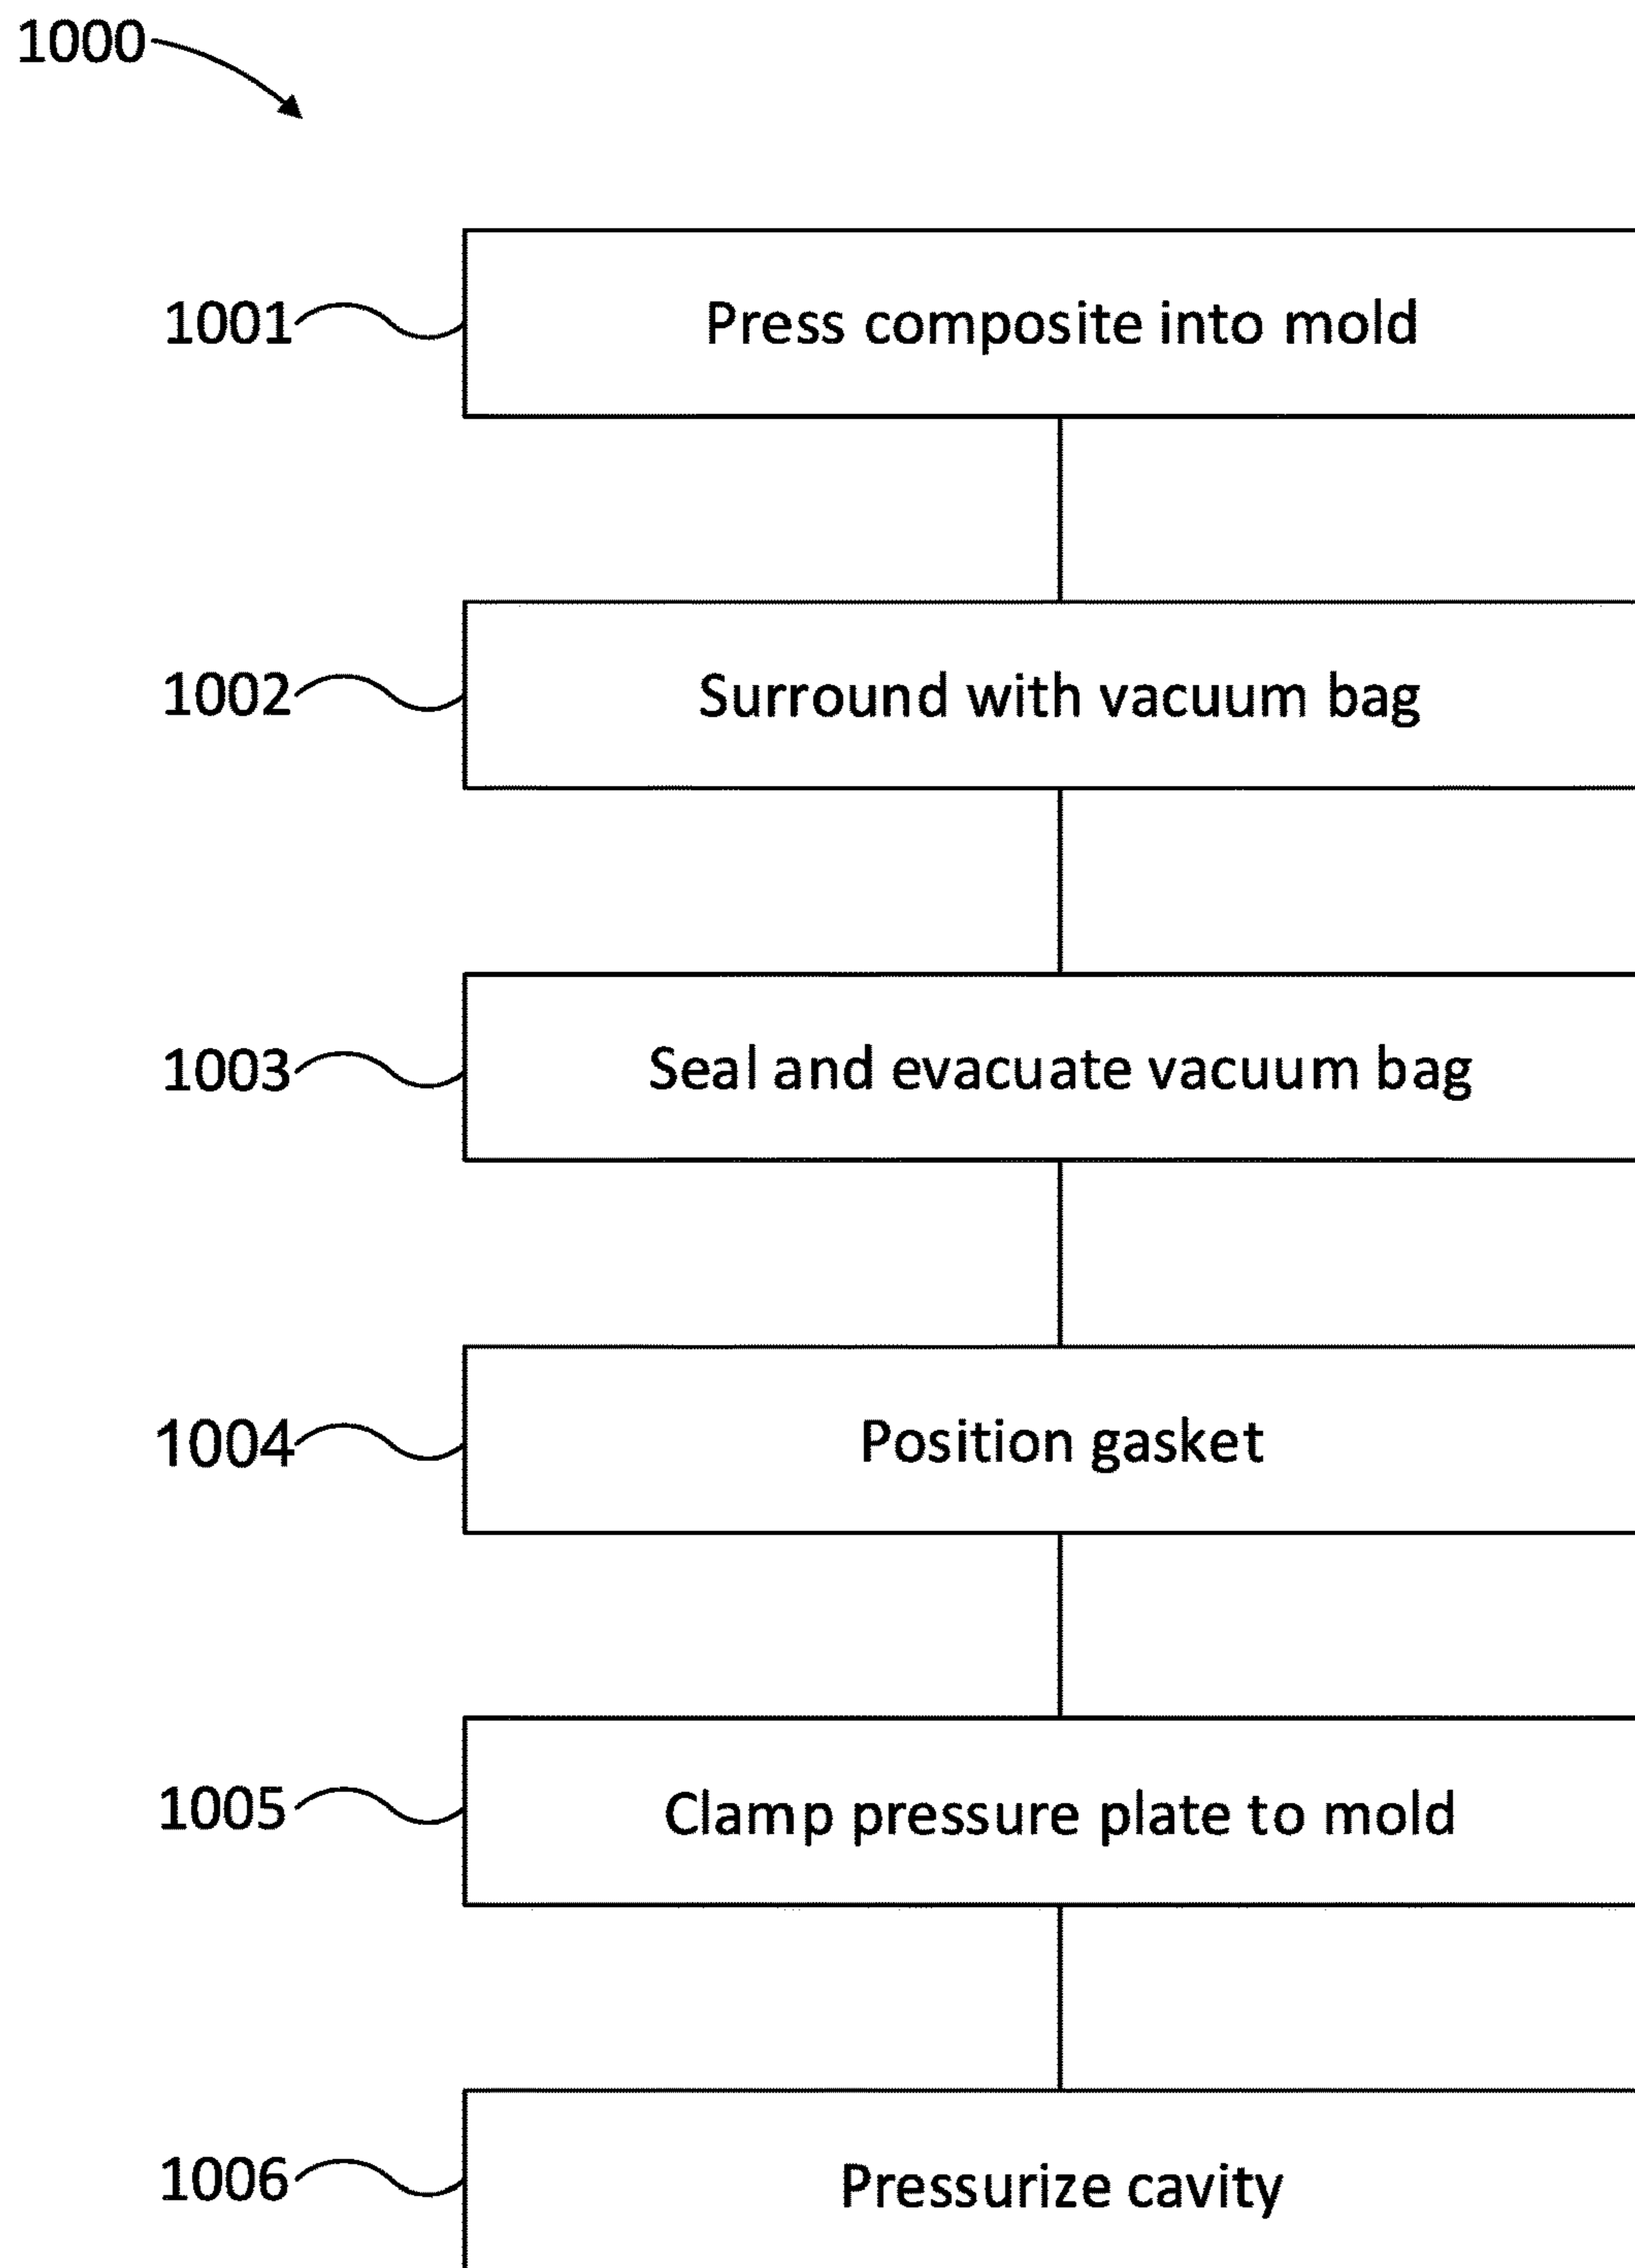 1000
1001 Press composite into mold
1002 Surround with vacuum bag
1003 Seal and evacuate vacuum bag
1004 Position gasket
1005 Clamp pressure plate to mold
1006 Pressurize cavity